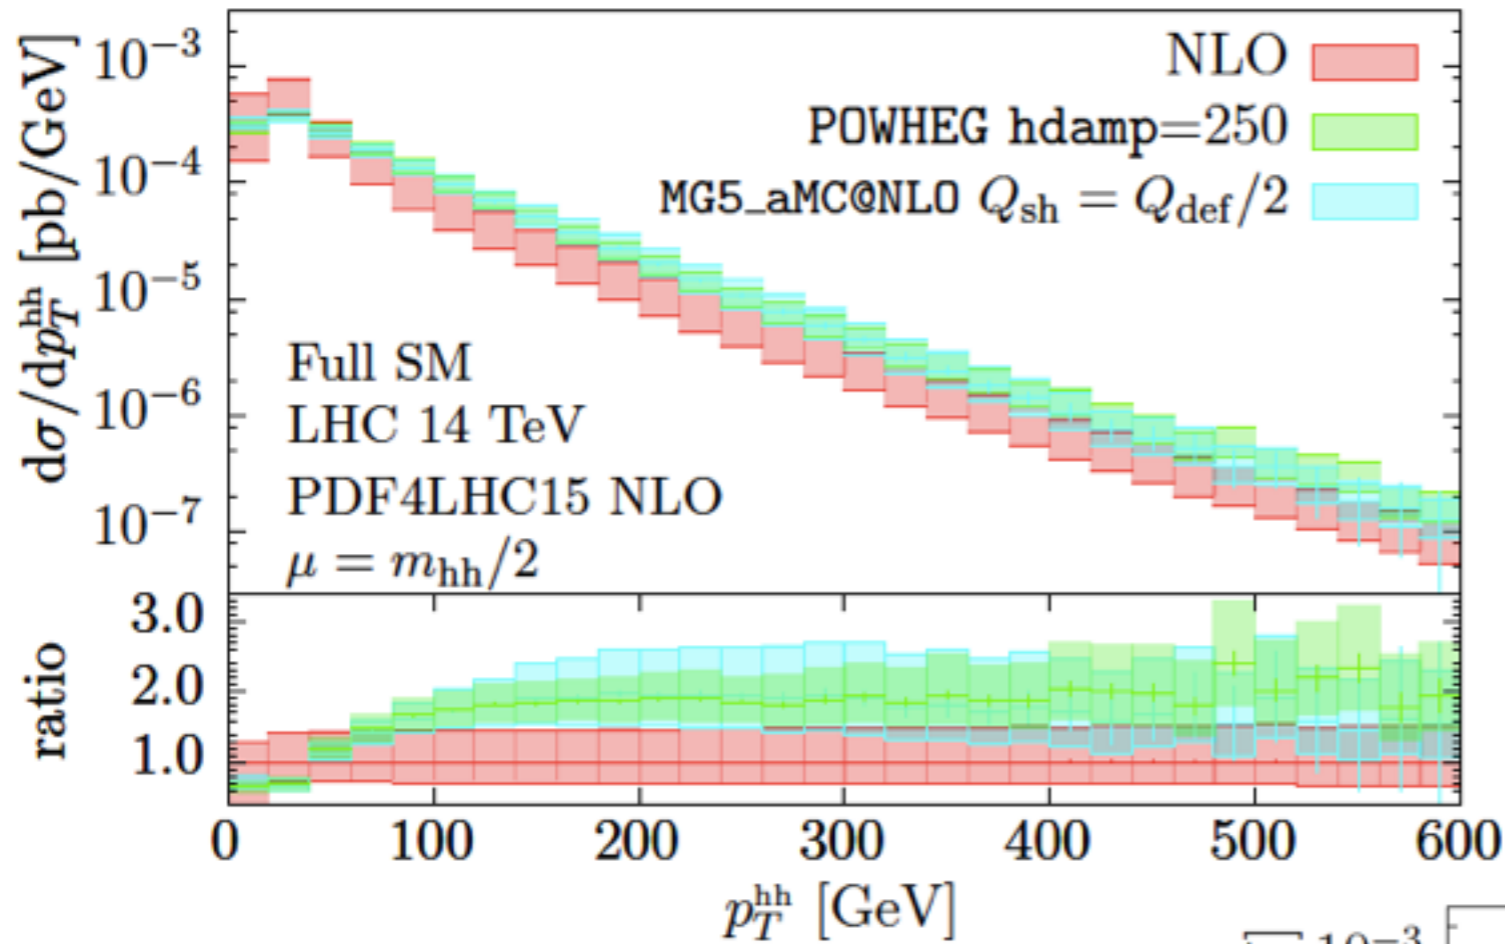 dσ/dp_T^hh [pb/GeV]
10⁻³
10⁻⁴
10⁻⁵
10⁻⁶
10⁻⁷
NLO
POWHEG hdamp=250
MG5_aMC@NLO Q_sh = Q_def/2
Full SM
LHC 14 TeV
PDF4LHC15 NLO
μ = m_hh/2
ratio
3.0
2.0
1.0
0 100 200 300 400 500 600
p_T^hh [GeV]
10⁻³